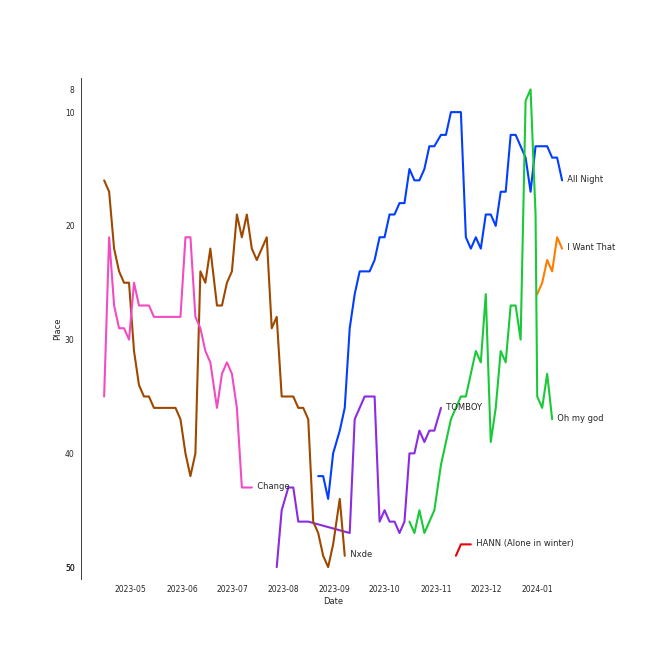 8
10
20
30
40
50
Place
All Night
I Want That
TOMBOY
Oh my god
Change
HANN (Alone in winter)
Nxde
2023-05 2023-06 2023-07 2023-08 2023-09 2023-10 2023-11 2023-12 2024-01
Date